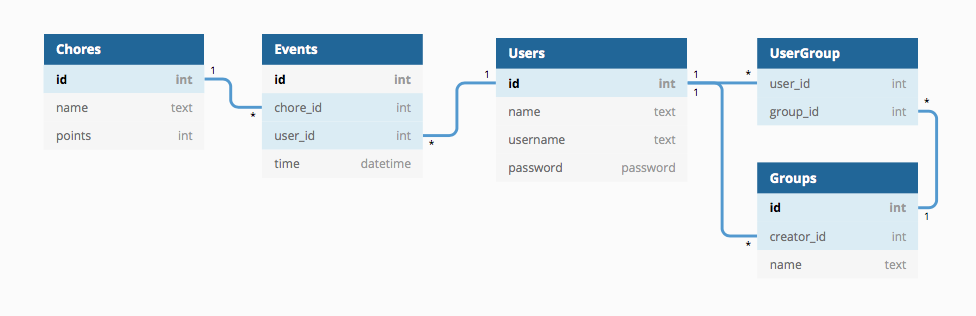 Chores
id int
name text
points int
1
*
Events
id int
chore_id int
user_id int
time datetime
*
1
Users
id int
name text
username text
password password
1
1
*
*
UserGroup
user_id int
group_id int
*
Groups
id int
creator_id int
name text
1